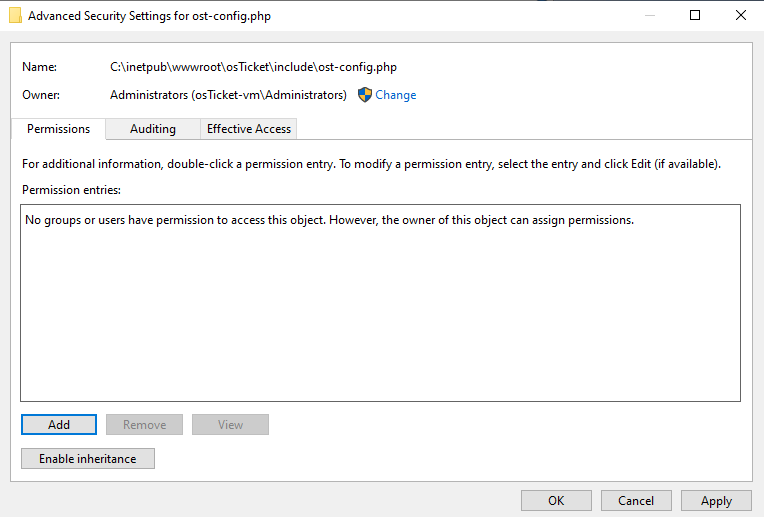 Advanced Security Settings for ost-config.php
Name: C:\inetpub\wwwroot\osTicket\include\ost-config.php
Owner: Administrators (osTicket-vm\Administrators) Change
Permissions Auditing Effective Access
For additional information, double-click a permission entry. To modify a permission entry, select the entry and click Edit (if available).
Permission entries:
No groups or users have permission to access this object. However, the owner of this object can assign permissions.
Add Remove View
Enable inheritance
OK Cancel Apply